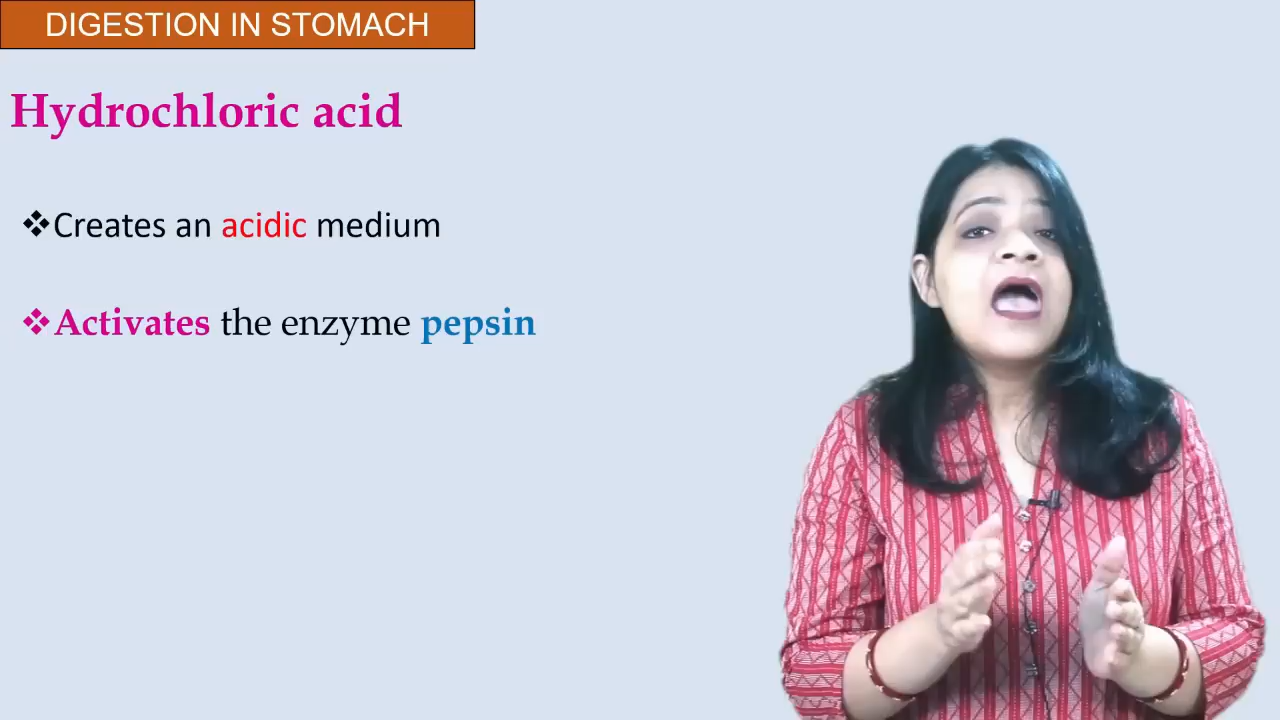 DIGESTION IN STOMACH
Hydrochloric acid
❖Creates an acidic medium
❖Activates the enzyme pepsin